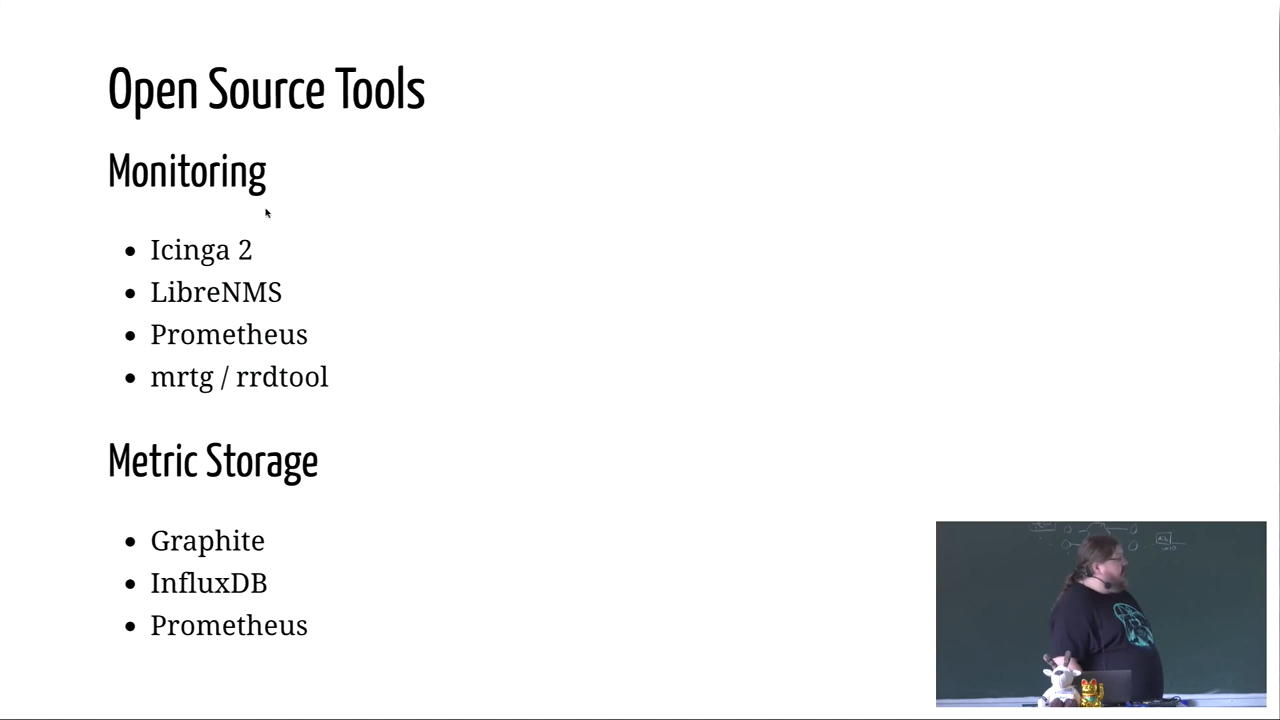 Open Source Tools
Monitoring
Icinga 2
LibreNMS
Prometheus
mrtg / rrdtool
Metric Storage
Graphite
InfluxDB
Prometheus